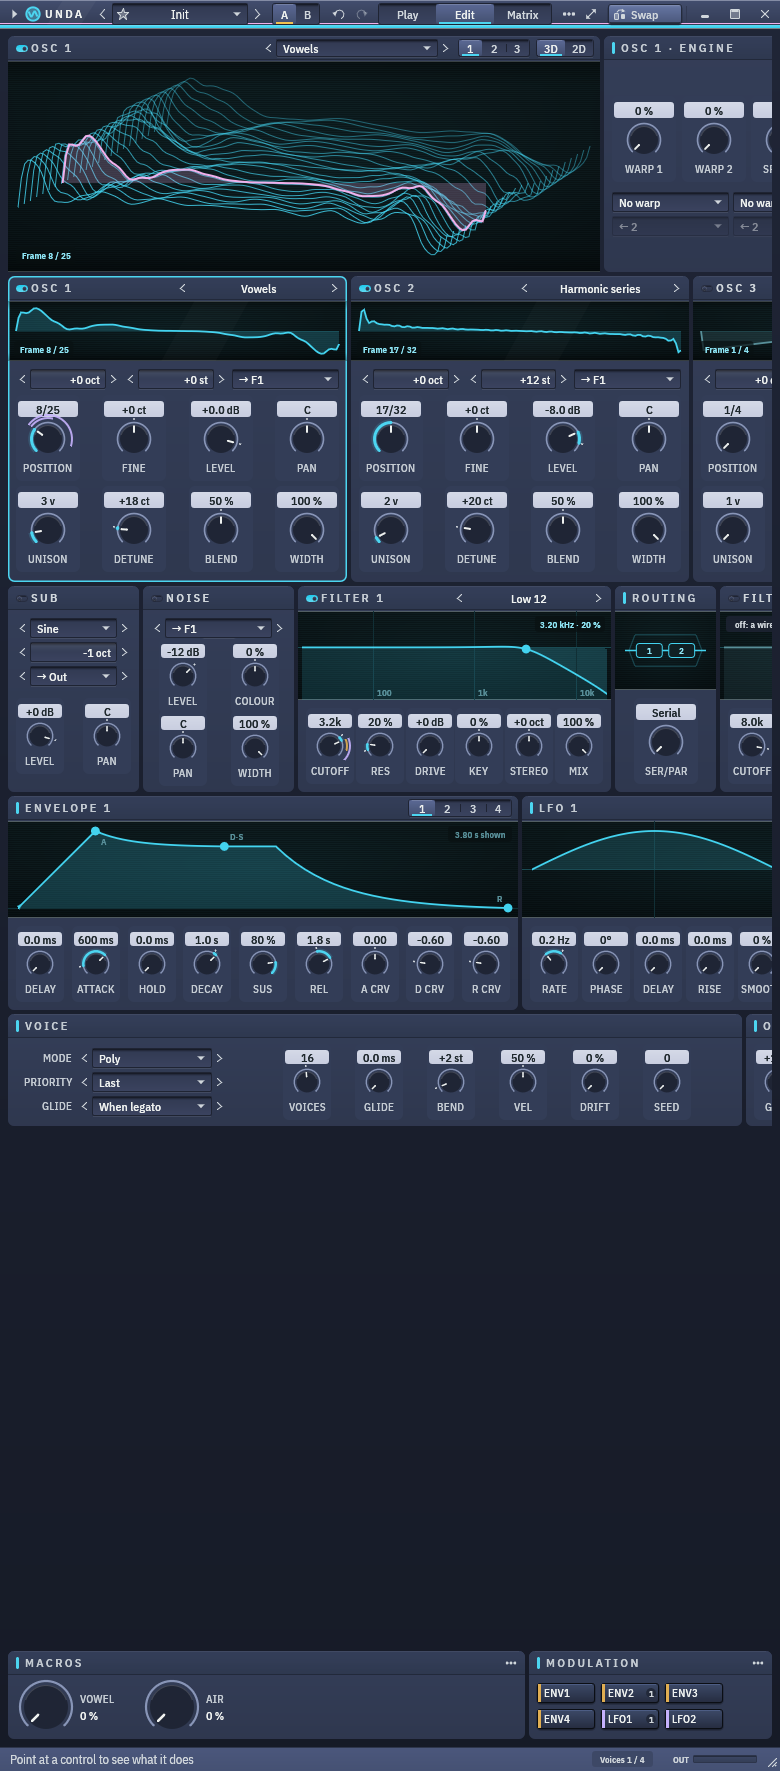 UNDA Init A B Play Edit Matrix Swap
OSC 1 Vowels 1 2 3 3D 2D
Frame 8 / 25
OSC 1 · ENGINE
0 % 0 %
WARP 1 WARP 2
No warp
← 2 ← 2
OSC 1 Vowels
Frame 8 / 25
+0 oct +0 st → F1
8/25 +0 ct +0.0 dB C
POSITION FINE LEVEL PAN
3 v +18 ct 50 % 100 %
UNISON DETUNE BLEND WIDTH
OSC 2 Harmonic series
Frame 17 / 32
+0 oct +12 st → F1
17/32 +0 ct -8.0 dB C
POSITION FINE LEVEL PAN
2 v +20 ct 50 % 100 %
UNISON DETUNE BLEND WIDTH
OSC 3
Frame 1 / 4
1/4
POSITION
1 v
UNISON
SUB
Sine
-1 oct
→ Out
+0 dB C
LEVEL PAN
NOISE
→ F1
-12 dB 0 %
LEVEL COLOUR
C 100 %
PAN WIDTH
FILTER 1 Low 12
3.20 kHz · 20 %
100 1k 10k
3.2k 20 % +0 dB 0 % +0 oct 100 %
CUTOFF RES DRIVE KEY STEREO MIX
ROUTING
1 2
Serial
SER/PAR
FILT
off: a wire
8.0k
CUTOFF
ENVELOPE 1 1 2 3 4
3.80 s shown
A D-S R
0.0 ms 600 ms 0.0 ms 1.0 s 80 % 1.8 s 0.00 -0.60 -0.60
DELAY ATTACK HOLD DECAY SUS REL A CRV D CRV R CRV
LFO 1
0.2 Hz 0° 0.0 ms 0.0 ms 0 %
RATE PHASE DELAY RISE SMOOT
VOICE
MODE Poly
PRIORITY Last
GLIDE When legato
16 0.0 ms +2 st 50 % 0 % 0
VOICES GLIDE BEND VEL DRIFT SEED
MACROS
VOWEL
0 %
AIR
0 %
MODULATION
ENV1 ENV2 1 ENV3
ENV4 LFO1 1 LFO2
Point at a control to see what it does Voices 1 / 4 OUT